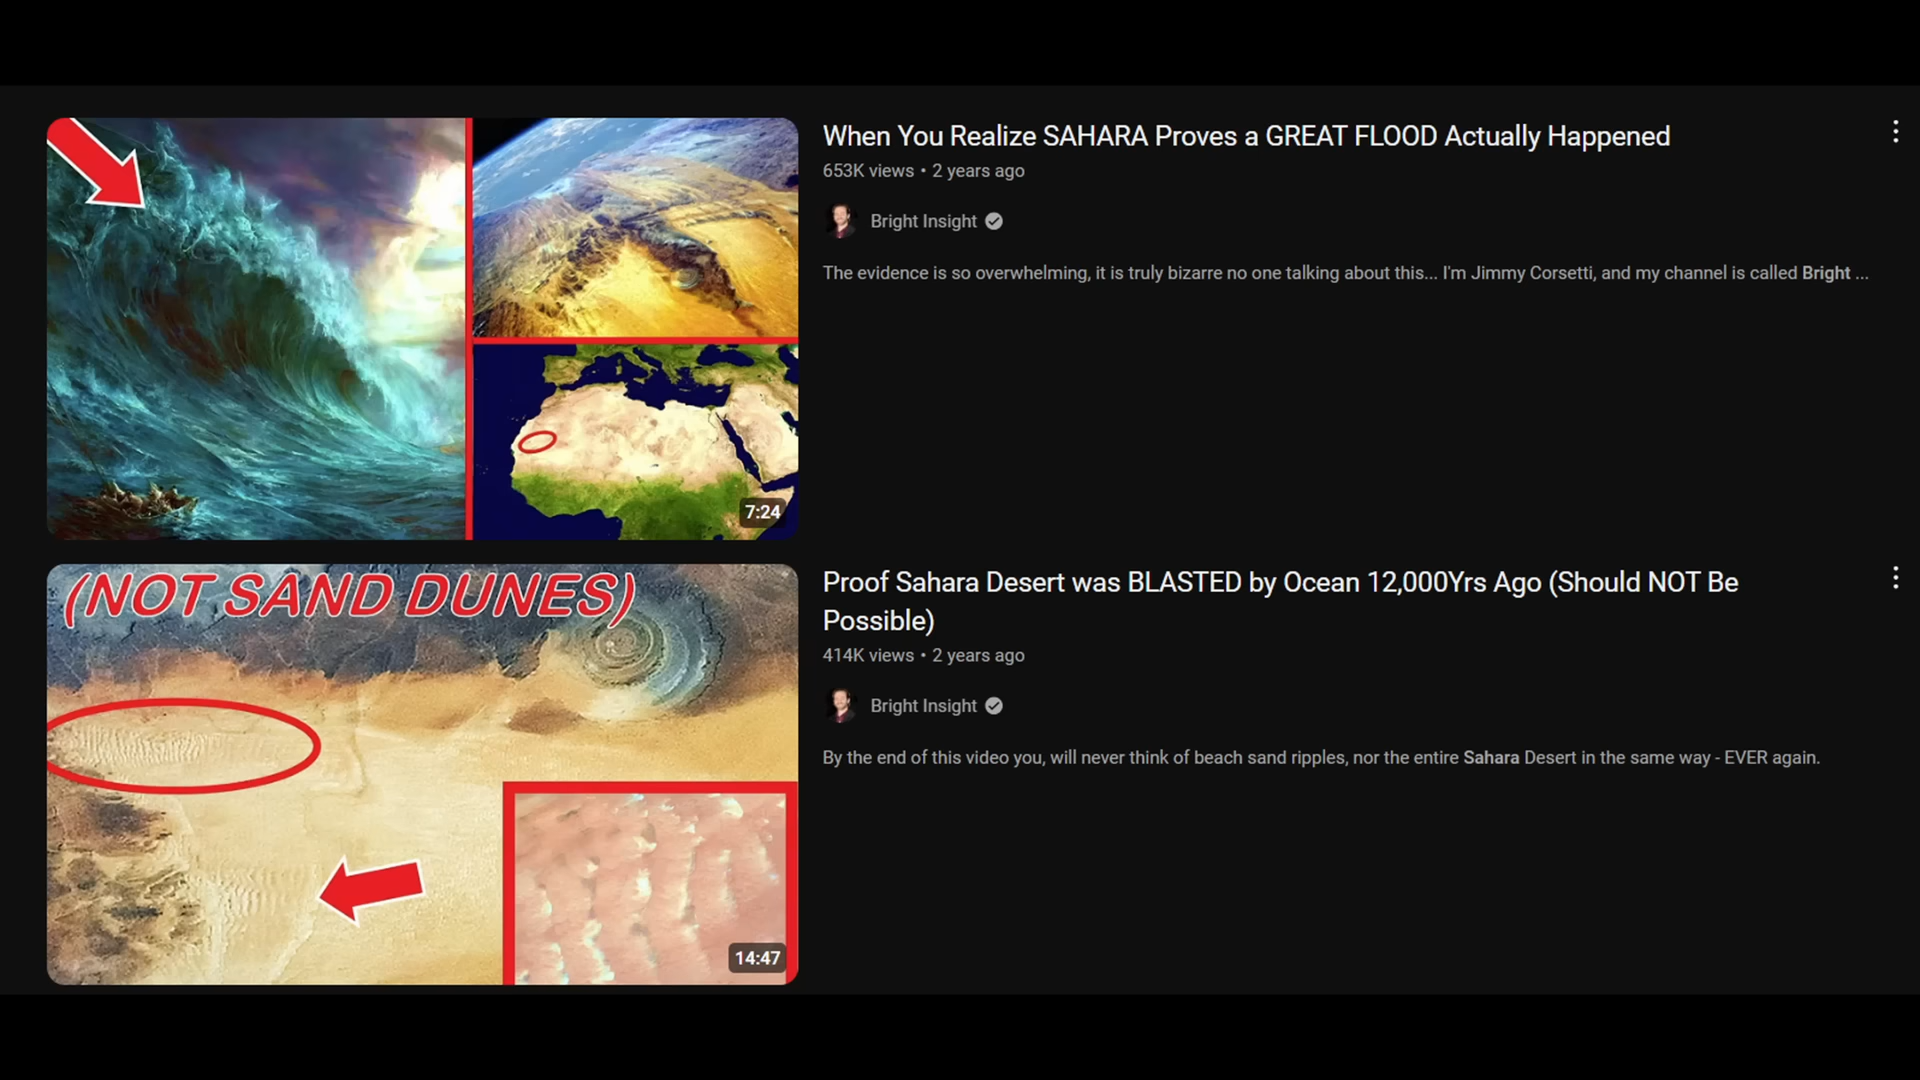 When You Realize SAHARA Proves a GREAT FLOOD Actually Happened
653K views • 2 years ago
Bright Insight
The evidence is so overwhelming, it is truly bizarre no one talking about this... I'm Jimmy Corsetti, and my channel is called Bright ...
7:24
(NOT SAND DUNES)
14:47
Proof Sahara Desert was BLASTED by Ocean 12,000Yrs Ago (Should NOT Be
Possible)
414K views • 2 years ago
Bright Insight
By the end of this video you, will never think of beach sand ripples, nor the entire Sahara Desert in the same way - EVER again.